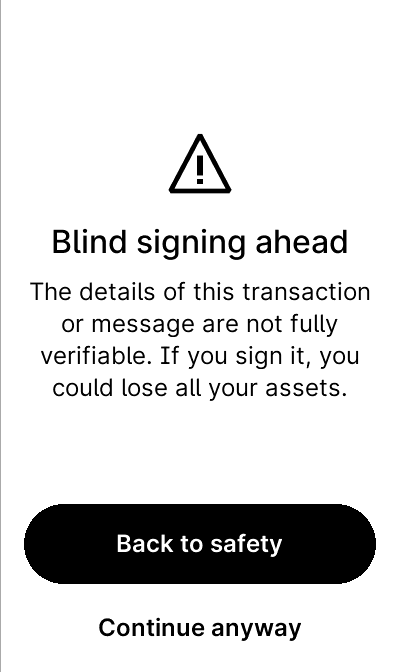 Blind signing ahead
The details of this transaction
or message are not fully
verifiable. If you sign it, you
could lose all your assets.
Back to safety
Continue anyway